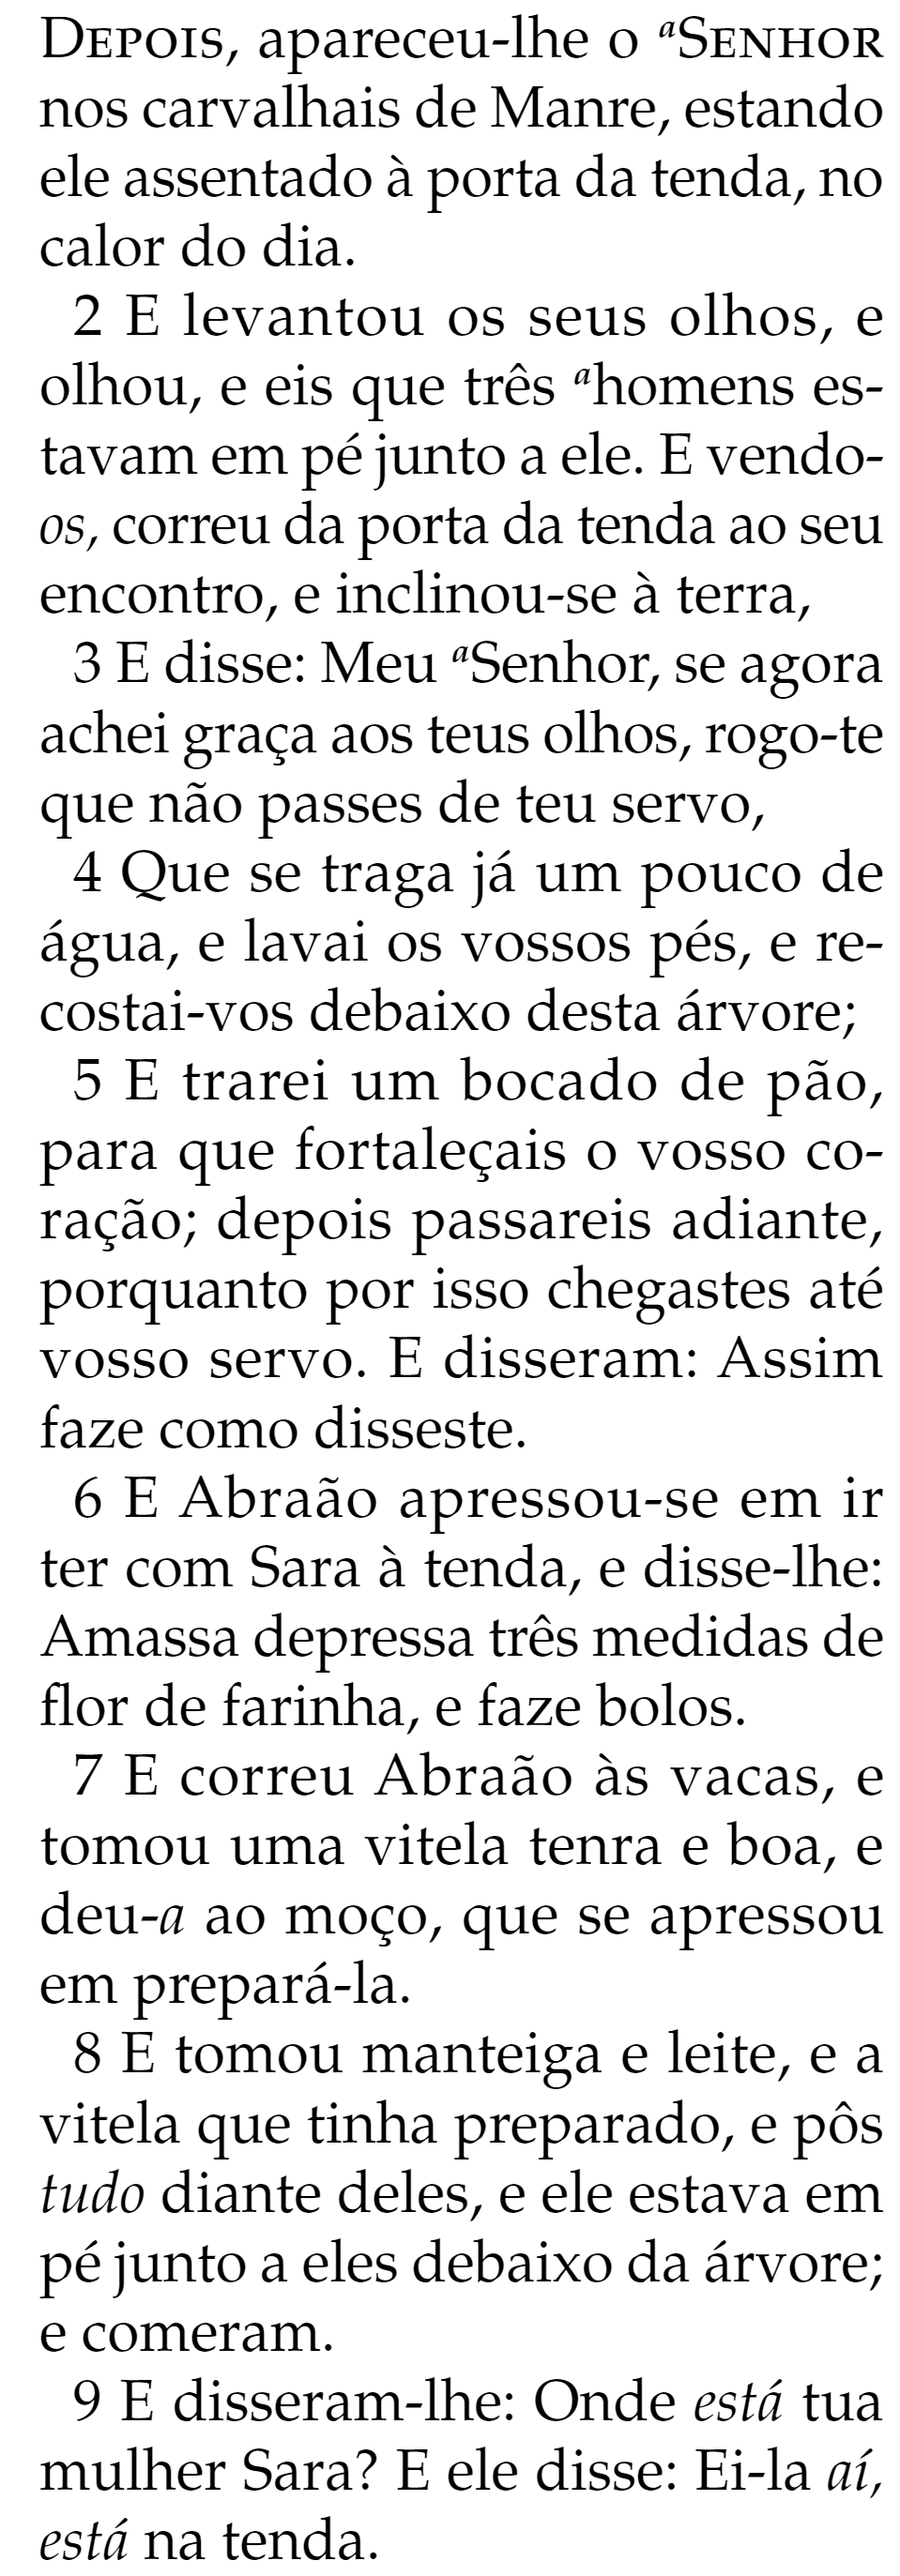 DEPOIS, apareceu-lhe o ᵃSENHOR
nos carvalhais de Manre, estando
ele assentado à porta da tenda, no
calor do dia.
2 E levantou os seus olhos, e
olhou, e eis que três ᵃhomens es-
tavam em pé junto a ele. E vendo-
os, correu da porta da tenda ao seu
encontro, e inclinou-se à terra,
3 E disse: Meu ᵃSenhor, se agora
achei graça aos teus olhos, rogo-te
que não passes de teu servo,
4 Que se traga já um pouco de
água, e lavai os vossos pés, e re-
costai-vos debaixo desta árvore;
5 E trarei um bocado de pão,
para que fortaleçais o vosso co-
ração; depois passareis adiante,
porquanto por isso chegastes até
vosso servo. E disseram: Assim
faze como disseste.
6 E Abraão apressou-se em ir
ter com Sara à tenda, e disse-lhe:
Amassa depressa três medidas de
flor de farinha, e faze bolos.
7 E correu Abraão às vacas, e
tomou uma vitela tenra e boa, e
deu-a ao moço, que se apressou
em prepará-la.
8 E tomou manteiga e leite, e a
vitela que tinha preparado, e pôs
tudo diante deles, e ele estava em
pé junto a eles debaixo da árvore;
e comeram.
9 E disseram-lhe: Onde está tua
mulher Sara? E ele disse: Ei-la aí,
está na tenda.